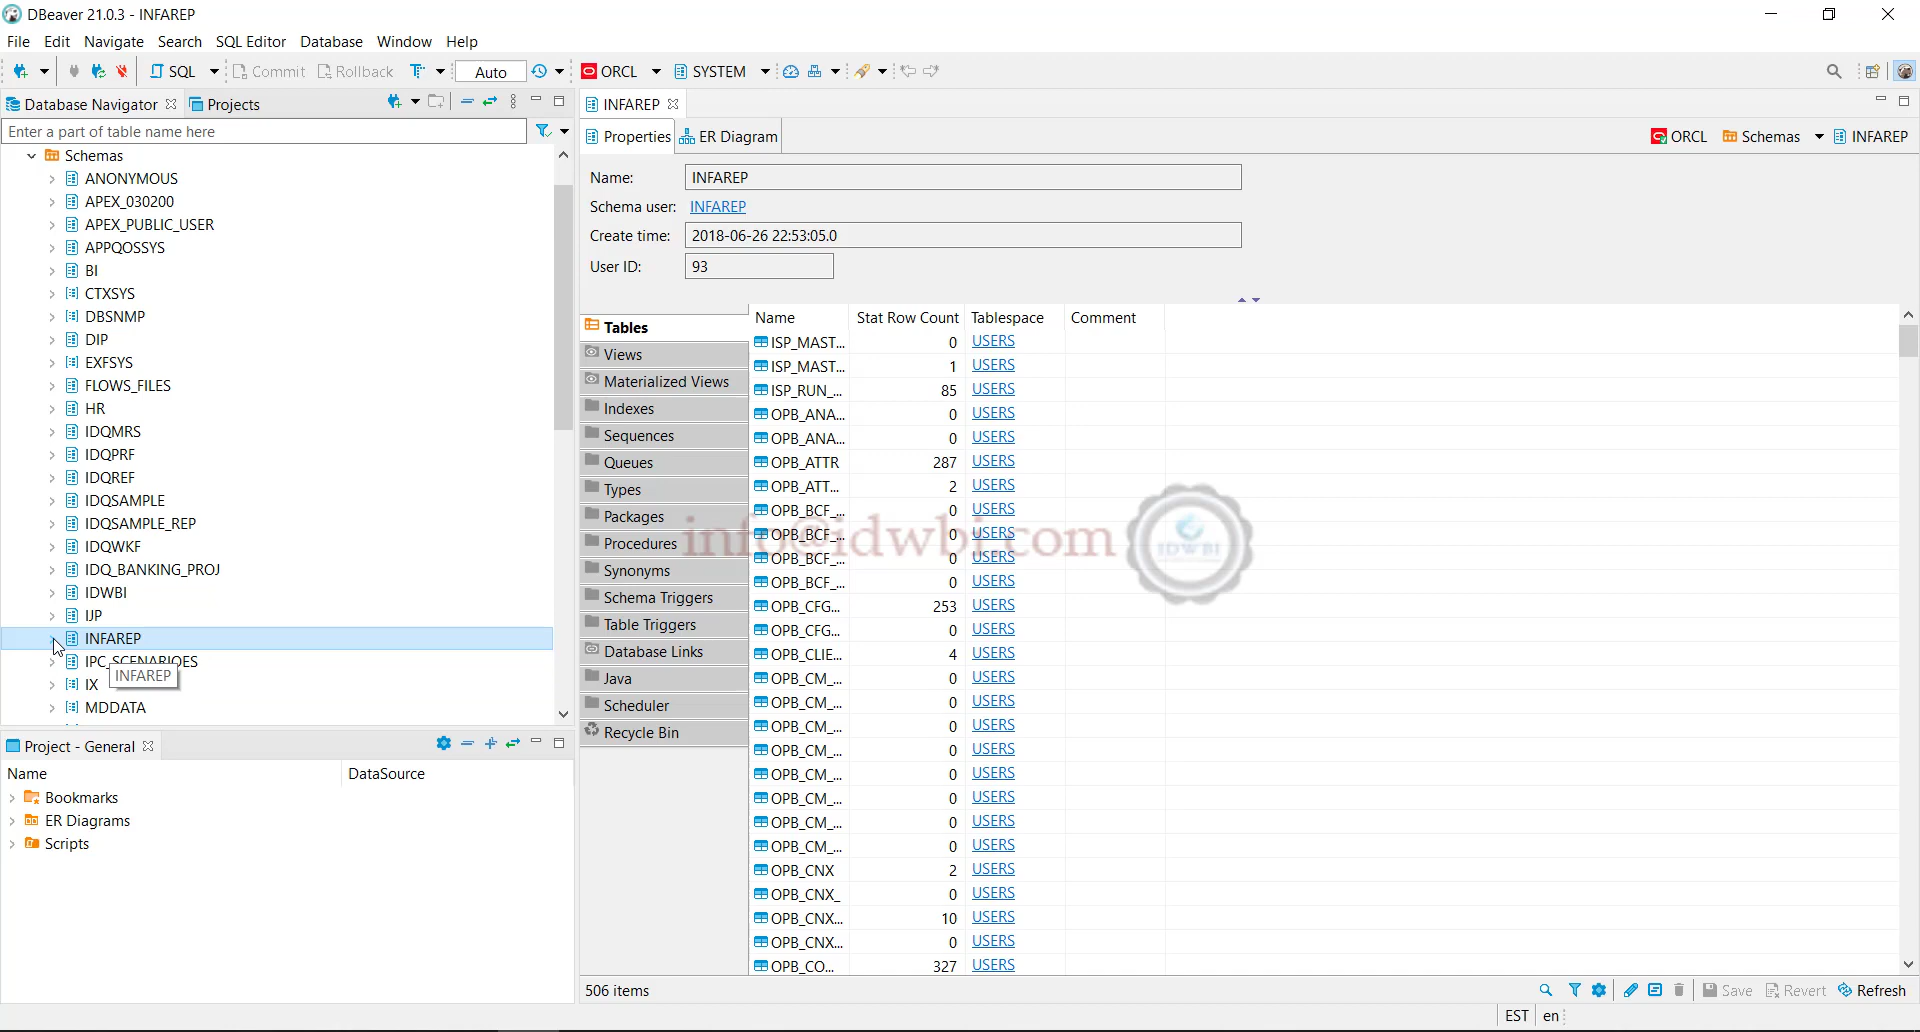 DBeaver 21.0.3 - INFAREP
File Edit Navigate Search SQL Editor Database Window Help
SQL Commit Rollback Auto ORCL SYSTEM
Database Navigator Projects
Enter a part of table name here
Schemas
ANONYMOUS
APEX_030200
APEX_PUBLIC_USER
APPQOSSYS
BI
CTXSYS
DBSNMP
DIP
EXFSYS
FLOWS_FILES
HR
IDQMRS
IDQPRF
IDQREF
IDQSAMPLE
IDQSAMPLE_REP
IDQWKF
IDQ_BANKING_PROJ
IDWBI
IJP
INFAREP
IPC_SCENARIOES
INFAREP
IX
MDDATA
Project - General
Name DataSource
Bookmarks
ER Diagrams
Scripts
INFAREP
Properties ER Diagram ORCL Schemas INFAREP
Name: INFAREP
Schema user: INFAREP
Create time: 2018-06-26 22:53:05.0
User ID: 93
Tables
Views
Materialized Views
Indexes
Sequences
Queues
Types
Packages
Procedures
Synonyms
Schema Triggers
Table Triggers
Database Links
Java
Scheduler
Recycle Bin
Name Stat Row Count Tablespace Comment
ISP_MAST... 0 USERS
ISP_MAST... 1 USERS
ISP_RUN_... 85 USERS
OPB_ANA... 0 USERS
OPB_ANA... 0 USERS
OPB_ATTR 287 USERS
OPB_ATT... 2 USERS
OPB_BCF_... 0 USERS
OPB_BCF_... 0 USERS
OPB_BCF_... 0 USERS
OPB_BCF_... 0 USERS
OPB_CFG... 253 USERS
OPB_CFG... 0 USERS
OPB_CLIE... 4 USERS
OPB_CM_... 0 USERS
OPB_CM_... 0 USERS
OPB_CM_... 0 USERS
OPB_CM_... 0 USERS
OPB_CM_... 0 USERS
OPB_CM_... 0 USERS
OPB_CM_... 0 USERS
OPB_CM_... 0 USERS
OPB_CNX 2 USERS
OPB_CNX_ 0 USERS
OPB_CNX... 10 USERS
OPB_CNX... 0 USERS
OPB_CO... 327 USERS
info@idwbi.com
IDWBI
506 items Save Revert Refresh
EST en